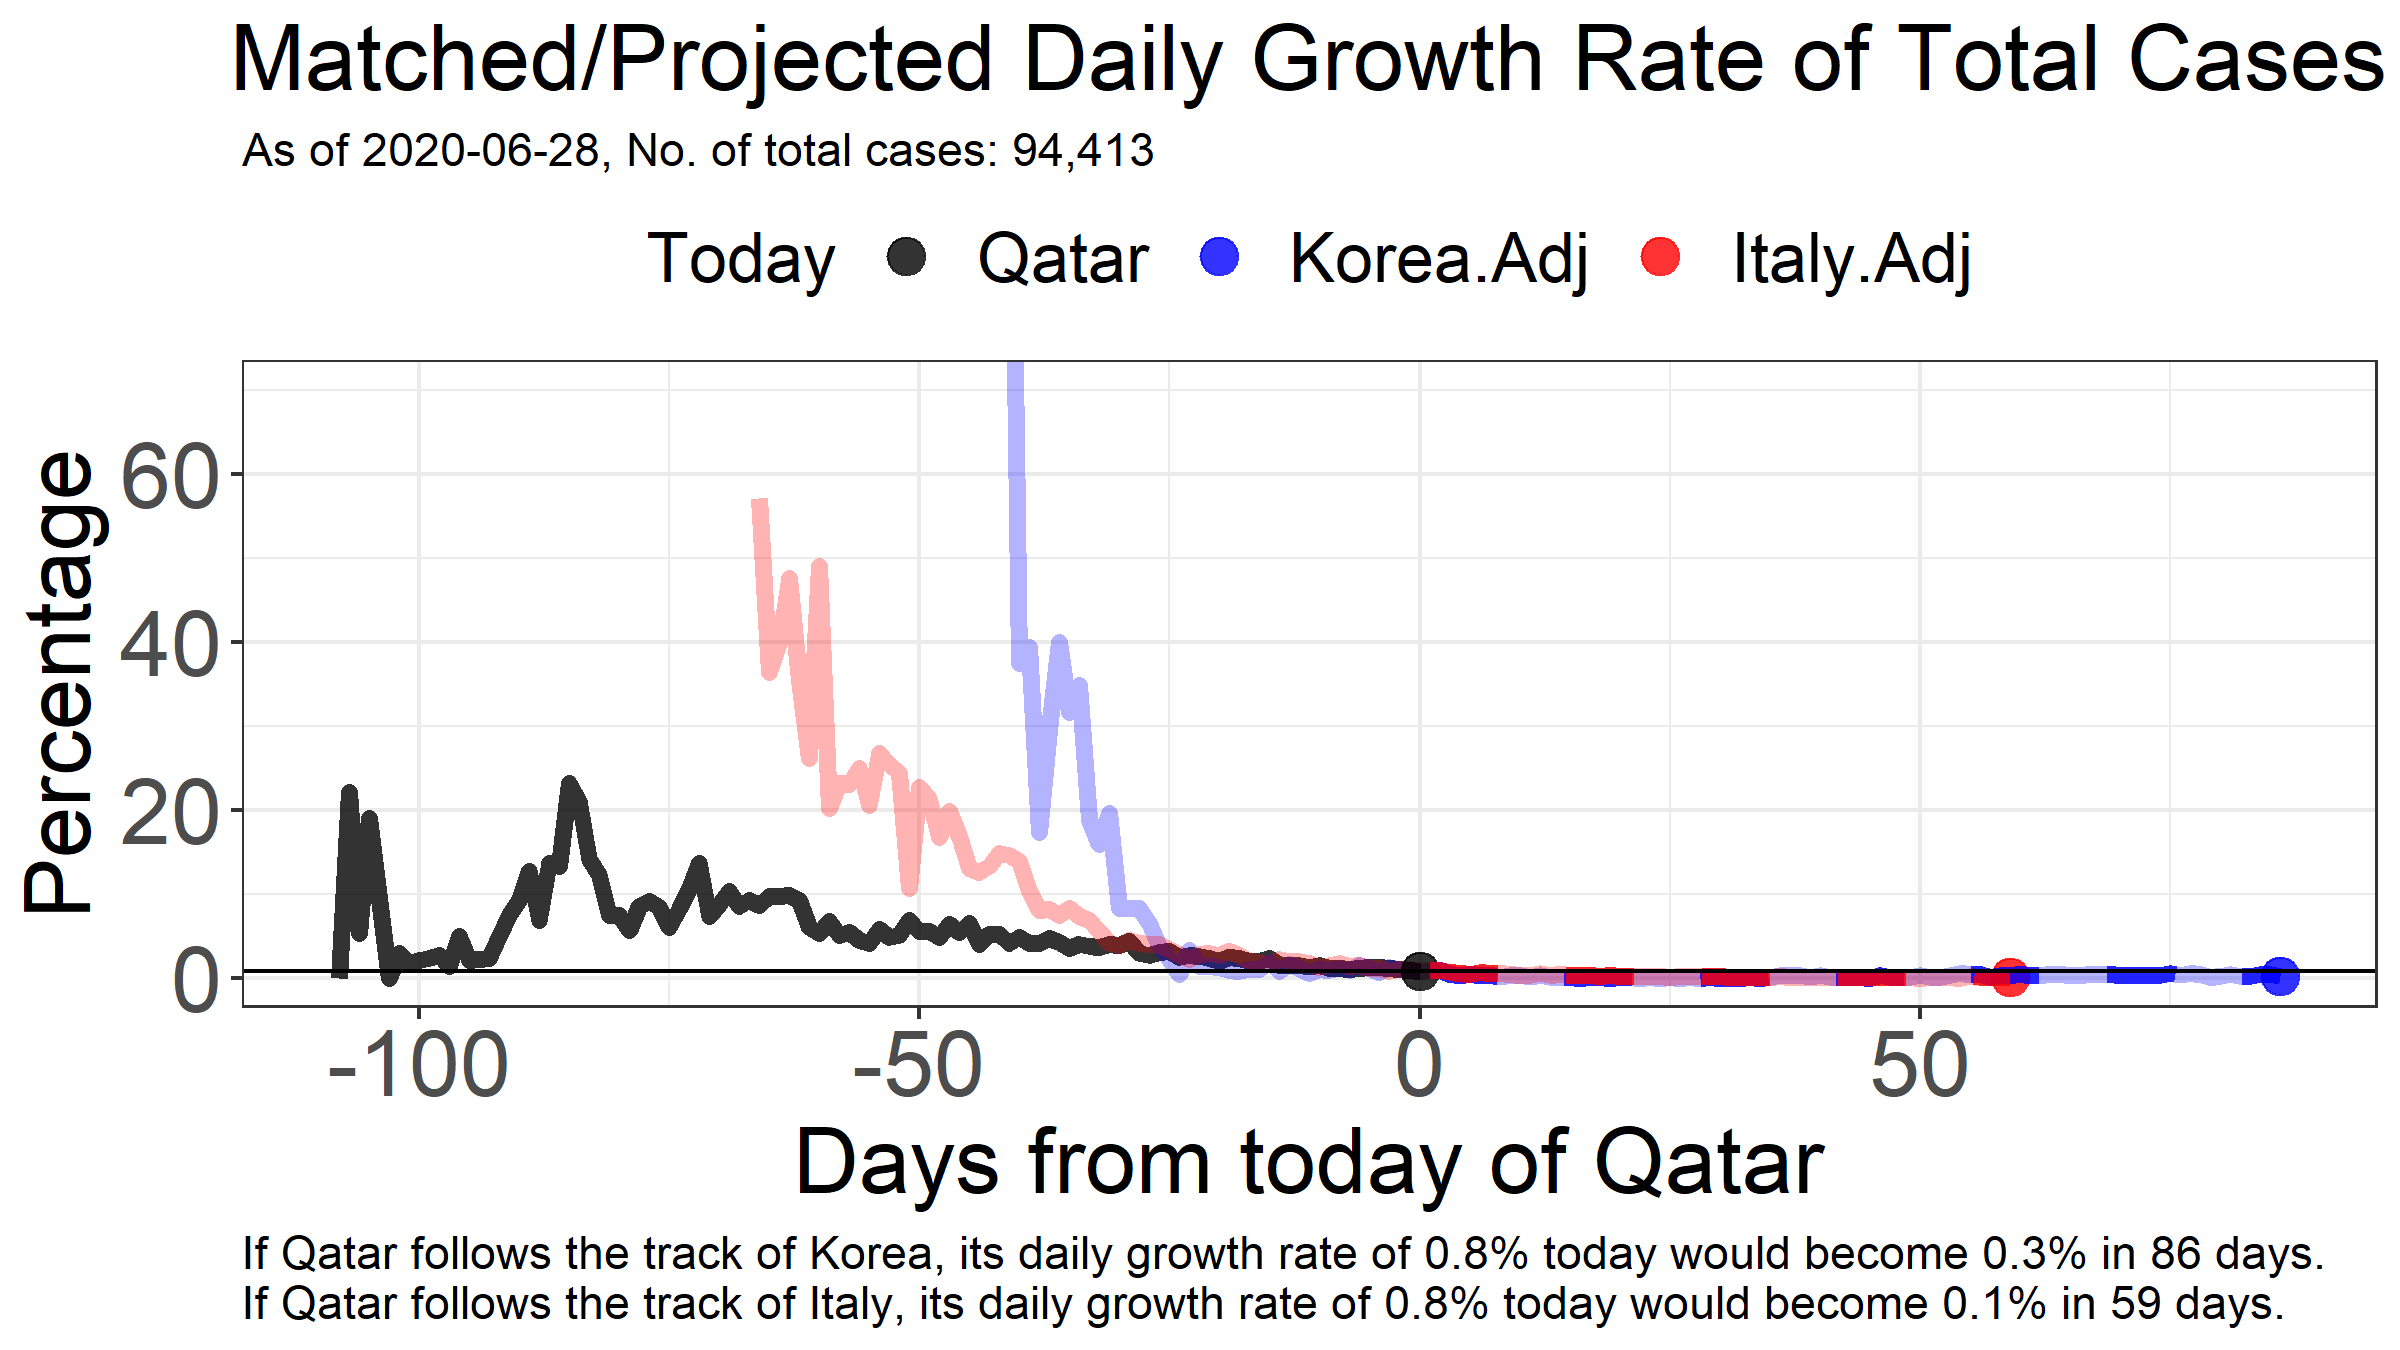 Matched/Projected Daily Growth Rate of Total Cases
As of 2020-06-28, No. of total cases: 94,413
Today Qatar Korea.Adj Italy.Adj
Percentage
60
40
20
0
-100 -50 0 50
Days from today of Qatar
If Qatar follows the track of Korea, its daily growth rate of 0.8% today would become 0.3% in 86 days.
If Qatar follows the track of Italy, its daily growth rate of 0.8% today would become 0.1% in 59 days.